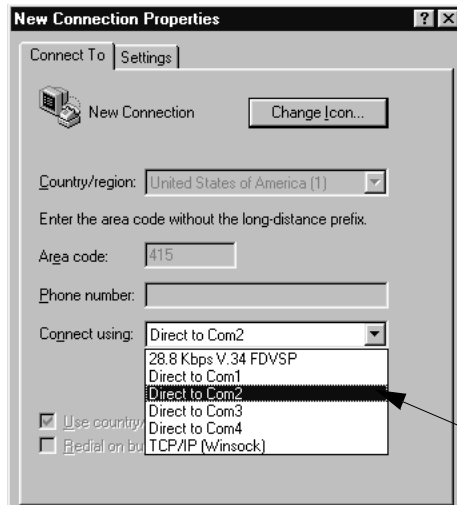 New Connection Properties
Connect To
Settings
New Connection
Change Icon...
Country/region: United States of America (1)
Enter the area code without the long-distance prefix.
Area code: 415
Phone number:
Connect using: Direct to Com2
28.8 Kbps V.34 FDVSP
Direct to Com1
Direct to Com2
Direct to Com3
Use country/
Direct to Com4
Redial on bu
TCP/IP (Winsock)